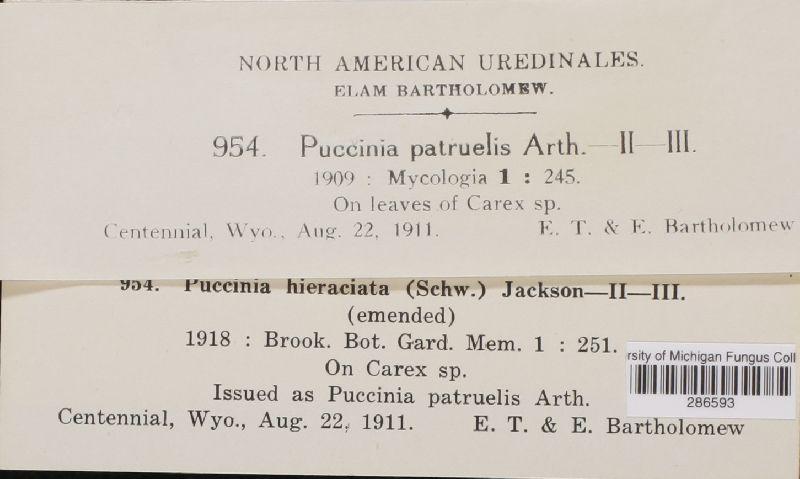 NORTH AMERICAN UREDINALES.
ELAM BARTHOLOMEW.
954. Puccinia patruelis Arth.—II—III.
1909 : Mycologia 1 : 245.
On leaves of Carex sp.
Centennial, Wyo., Aug. 22, 1911. E. T. & E. Bartholomew
954. Puccinia hieraciata (Schw.) Jackson—II—III.
(emended)
1918 : Brook. Bot. Gard. Mem. 1 : 251.
On Carex sp.
Issued as Puccinia patruelis Arth.
Centennial, Wyo., Aug. 22, 1911. E. T. & E. Bartholomew
rsity of Michigan Fungus Coll
286593